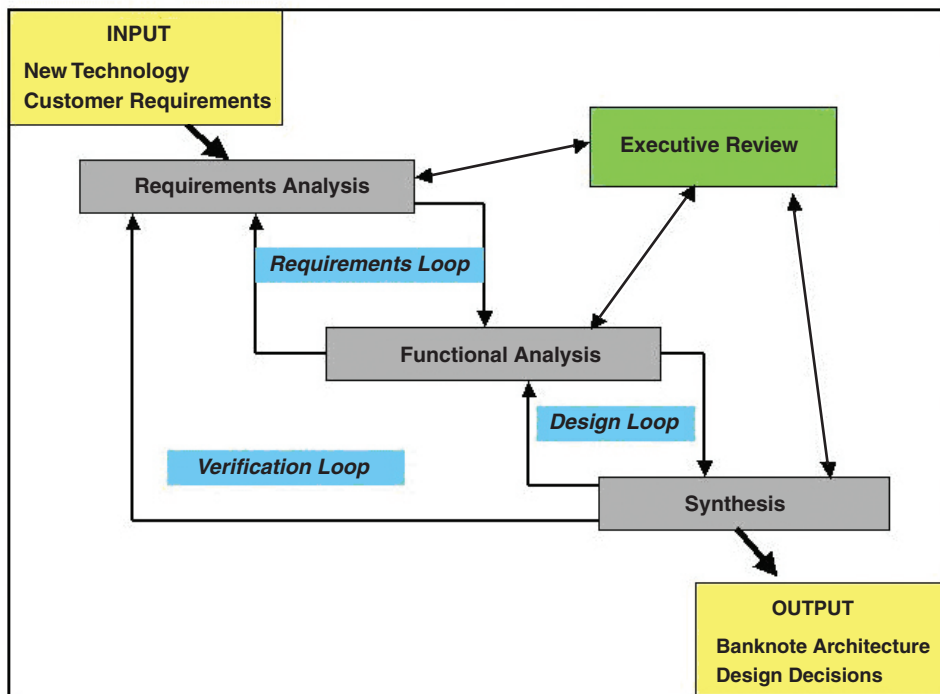 INPUT
New Technology
Customer Requirements
Executive Review
Requirements Analysis
Requirements Loop
Functional Analysis
Design Loop
Verification Loop
Synthesis
OUTPUT
Banknote Architecture
Design Decisions